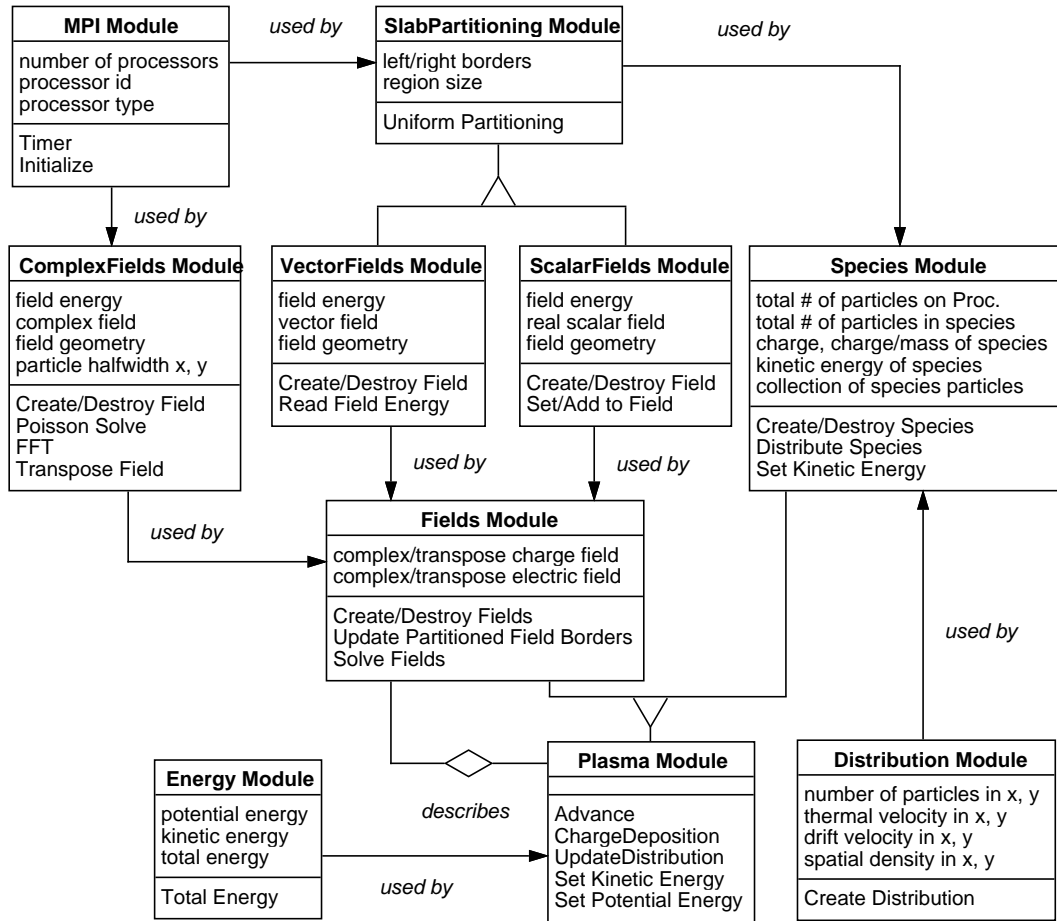 MPI Module
number of processors
processor id
processor type
Timer
Initialize
used by
SlabPartitioning Module
left/right borders
region size
Uniform Partitioning
used by
used by
ComplexFields Module
field energy
complex field
field geometry
particle halfwidth x, y
Create/Destroy Field
Poisson Solve
FFT
Transpose Field
VectorFields Module
field energy
vector field
field geometry
Create/Destroy Field
Read Field Energy
ScalarFields Module
field energy
real scalar field
field geometry
Create/Destroy Field
Set/Add to Field
Species Module
total # of particles on Proc.
total # of particles in species
charge, charge/mass of species
kinetic energy of species
collection of species particles
Create/Destroy Species
Distribute Species
Set Kinetic Energy
used by
used by
used by
Fields Module
complex/transpose charge field
complex/transpose electric field
Create/Destroy Fields
Update Partitioned Field Borders
Solve Fields
used by
Energy Module
potential energy
kinetic energy
total energy
Total Energy
describes
used by
Plasma Module
Advance
ChargeDeposition
UpdateDistribution
Set Kinetic Energy
Set Potential Energy
Distribution Module
number of particles in x, y
thermal velocity in x, y
drift velocity in x, y
spatial density in x, y
Create Distribution